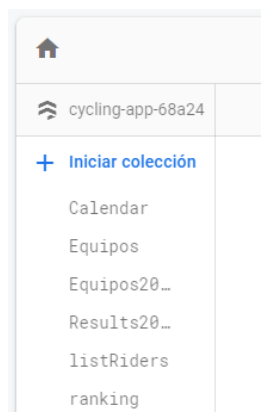 cycling-app-68a24
+ Iniciar colección
Calendar
Equipos
Equipos20…
Results20…
listRiders
ranking